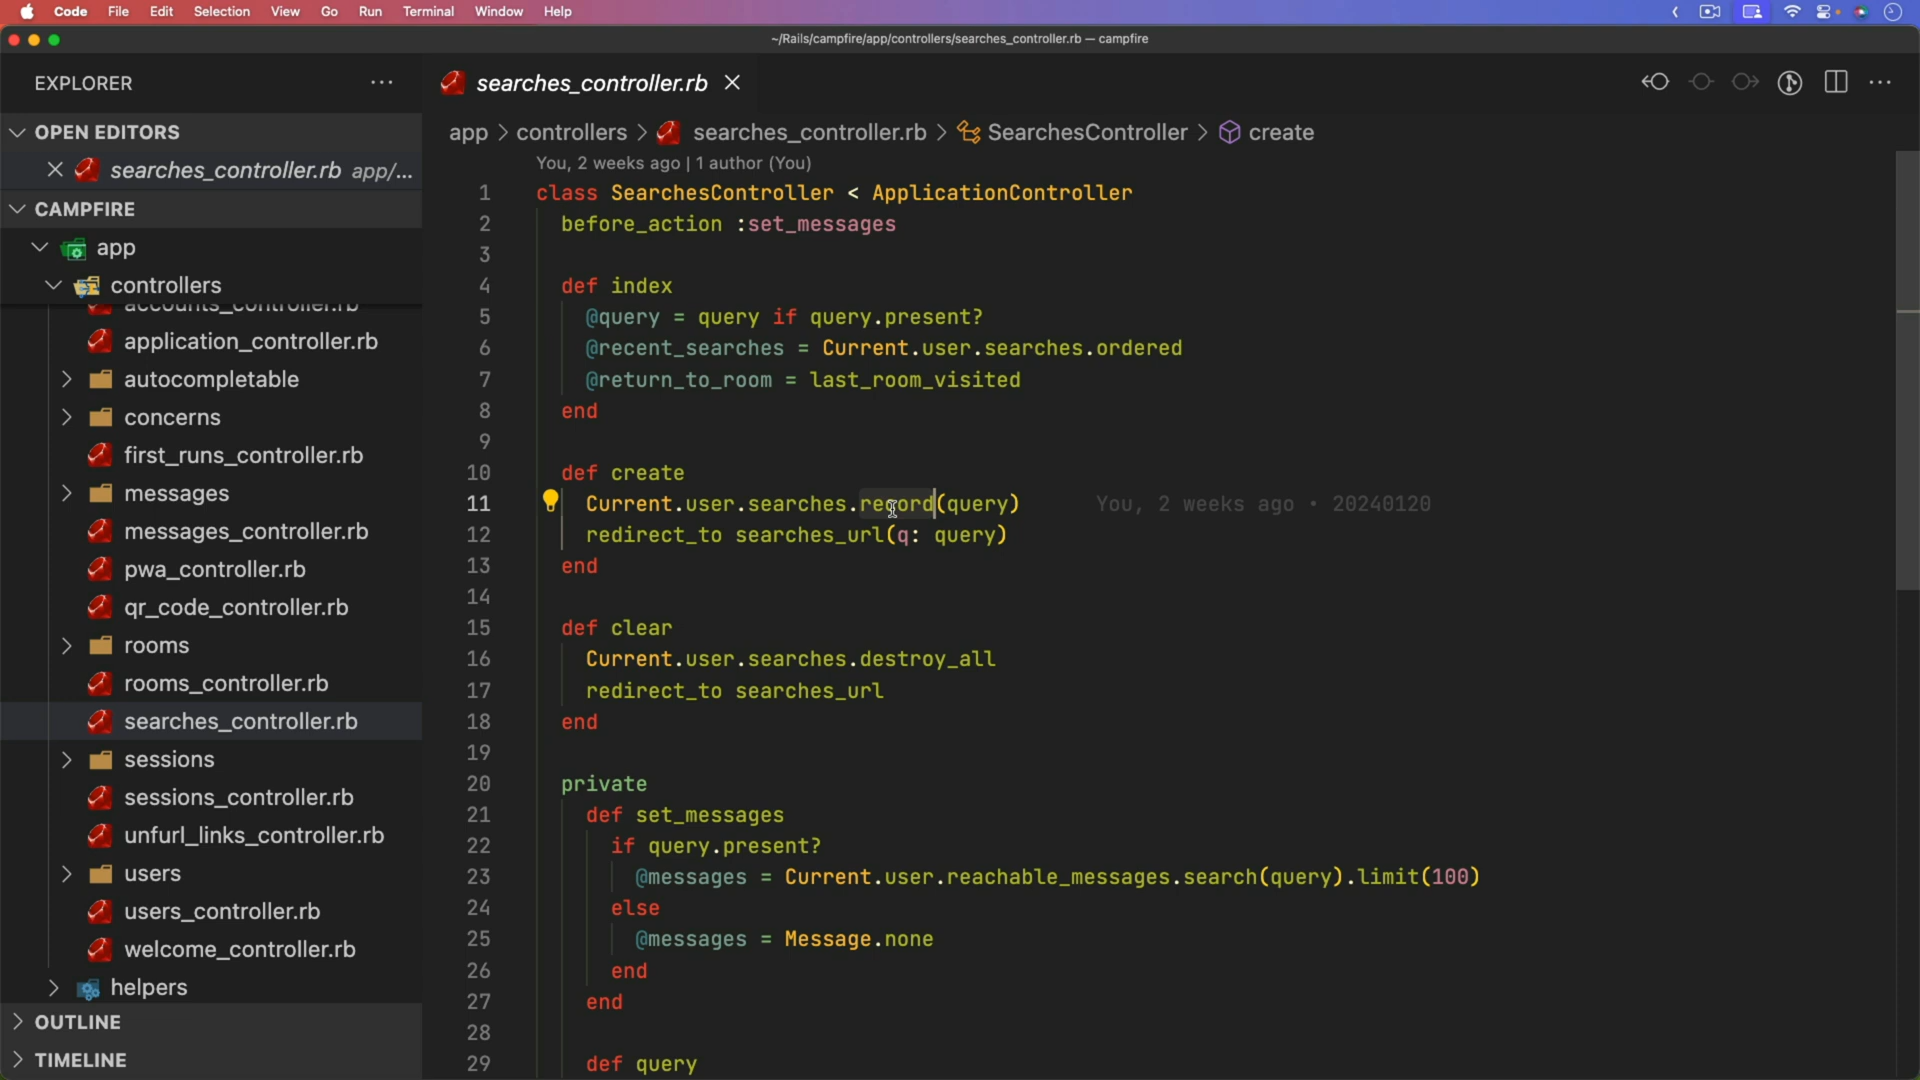 Code File Edit Selection View Go Run Terminal Window Help
~/Rails/campfire/app/controllers/searches_controller.rb — campfire
EXPLORER
OPEN EDITORS
searches_controller.rb app/...
CAMPFIRE
app
controllers
accounts_controller.rb
application_controller.rb
autocompletable
concerns
first_runs_controller.rb
messages
messages_controller.rb
pwa_controller.rb
qr_code_controller.rb
rooms
rooms_controller.rb
searches_controller.rb
sessions
sessions_controller.rb
unfurl_links_controller.rb
users
users_controller.rb
welcome_controller.rb
helpers
OUTLINE
TIMELINE
searches_controller.rb
app > controllers > searches_controller.rb > SearchesController > create
You, 2 weeks ago | 1 author (You)
1 class SearchesController < ApplicationController
2 before_action :set_messages
3
4 def index
5 @query = query if query.present?
6 @recent_searches = Current.user.searches.ordered
7 @return_to_room = last_room_visited
8 end
9
10 def create
11 Current.user.searches.record(query) You, 2 weeks ago • 20240120
12 redirect_to searches_url(q: query)
13 end
14
15 def clear
16 Current.user.searches.destroy_all
17 redirect_to searches_url
18 end
19
20 private
21 def set_messages
22 if query.present?
23 @messages = Current.user.reachable_messages.search(query).limit(100)
24 else
25 @messages = Message.none
26 end
27 end
28
29 def query